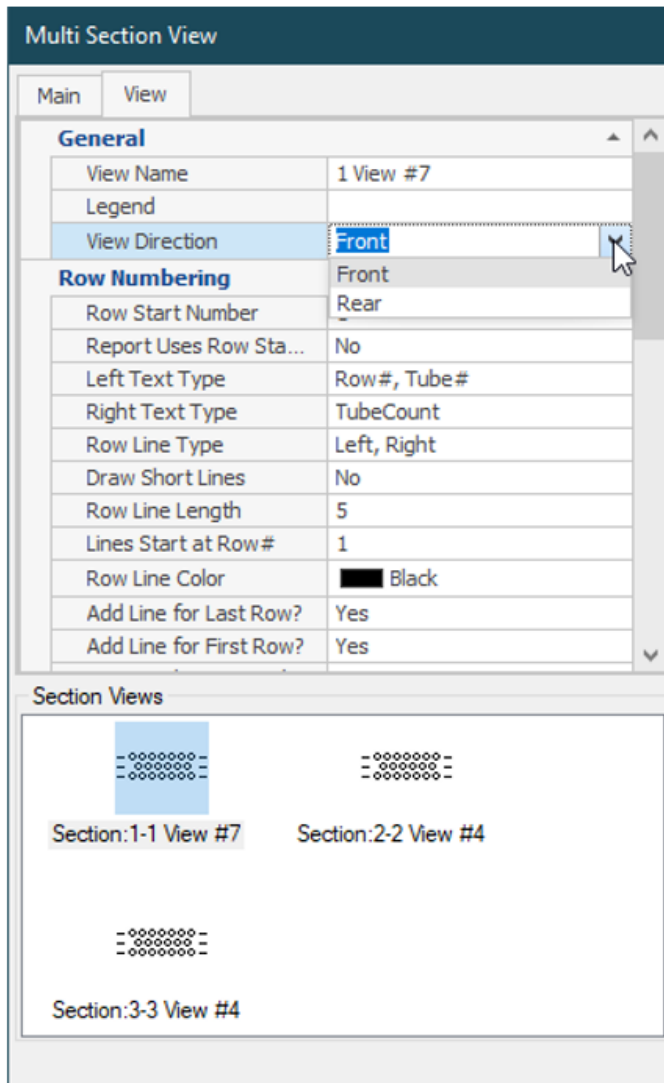 Multi Section View
Main View
General
View Name 1 View #7
Legend
View Direction Front
Front
Row Numbering
Rear
Row Start Number
Report Uses Row Sta... No
Left Text Type Row#, Tube#
Right Text Type TubeCount
Row Line Type Left, Right
Draw Short Lines No
Row Line Length 5
Lines Start at Row# 1
Row Line Color Black
Add Line for Last Row? Yes
Add Line for First Row? Yes
Section Views
Section:1-1 View #7 Section:2-2 View #4
Section:3-3 View #4